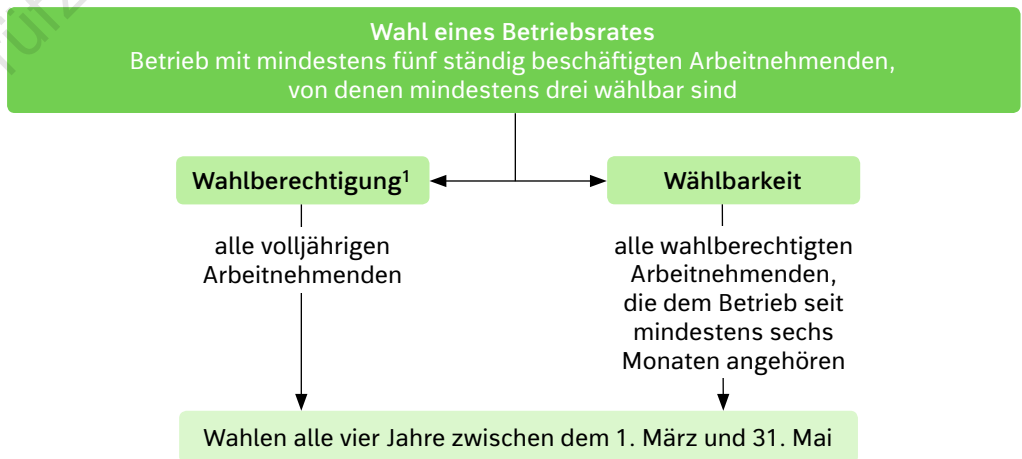 Wahl eines Betriebsrates
Betrieb mit mindestens fünf ständig beschäftigten Arbeitnehmenden,
von denen mindestens drei wählbar sind
Wahlberechtigung¹
Wählbarkeit
alle volljährigen
Arbeitnehmenden
alle wahlberechtigten
Arbeitnehmenden,
die dem Betrieb seit
mindestens sechs
Monaten angehören
Wahlen alle vier Jahre zwischen dem 1. März und 31. Mai